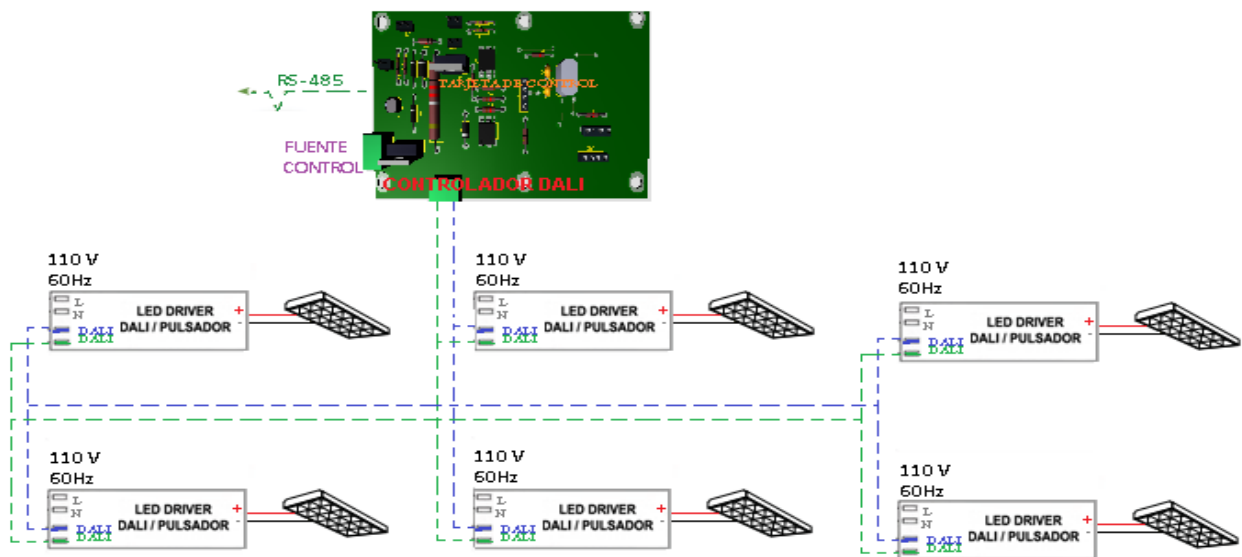 TARJETA DE CONTROL
RS-485
FUENTE
CONTROL
CONTROLADOR DALI
110 V
60Hz
L
N
DALI
DALI
LED DRIVER
DALI / PULSADOR
+
-
110 V
60Hz
L
N
DALI
DALI
LED DRIVER
DALI / PULSADOR
+
-
110 V
60Hz
L
N
DALI
DALI
LED DRIVER
DALI / PULSADOR
+
-
110 V
60Hz
L
N
DALI
DALI
LED DRIVER
DALI / PULSADOR
+
-
110 V
60Hz
L
N
DALI
DALI
LED DRIVER
DALI / PULSADOR
+
-
110 V
60Hz
L
N
DALI
DALI
LED DRIVER
DALI / PULSADOR
+
-